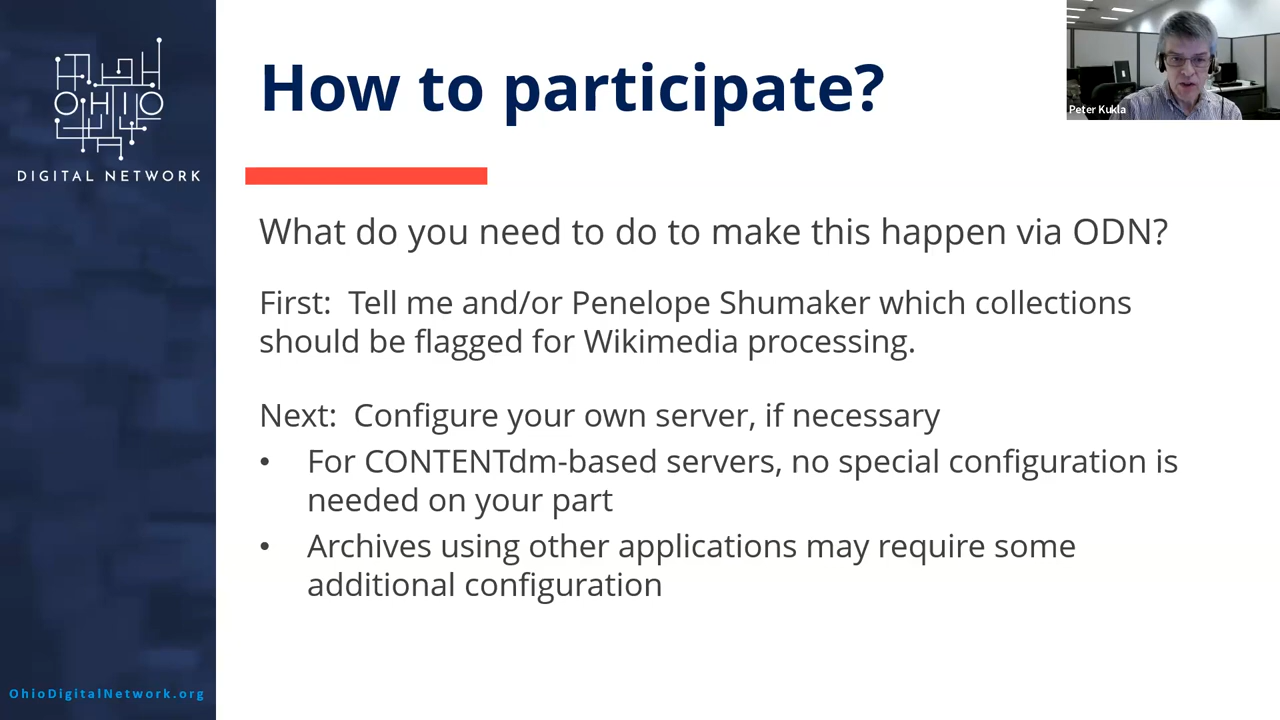 OHIO
DIGITAL NETWORK
How to participate?
Peter Kukla
What do you need to do to make this happen via ODN?
First:  Tell me and/or Penelope Shumaker which collections
should be flagged for Wikimedia processing.
Next:  Configure your own server, if necessary
• For CONTENTdm-based servers, no special configuration is
needed on your part
• Archives using other applications may require some
additional configuration
OhioDigitalNetwork.org